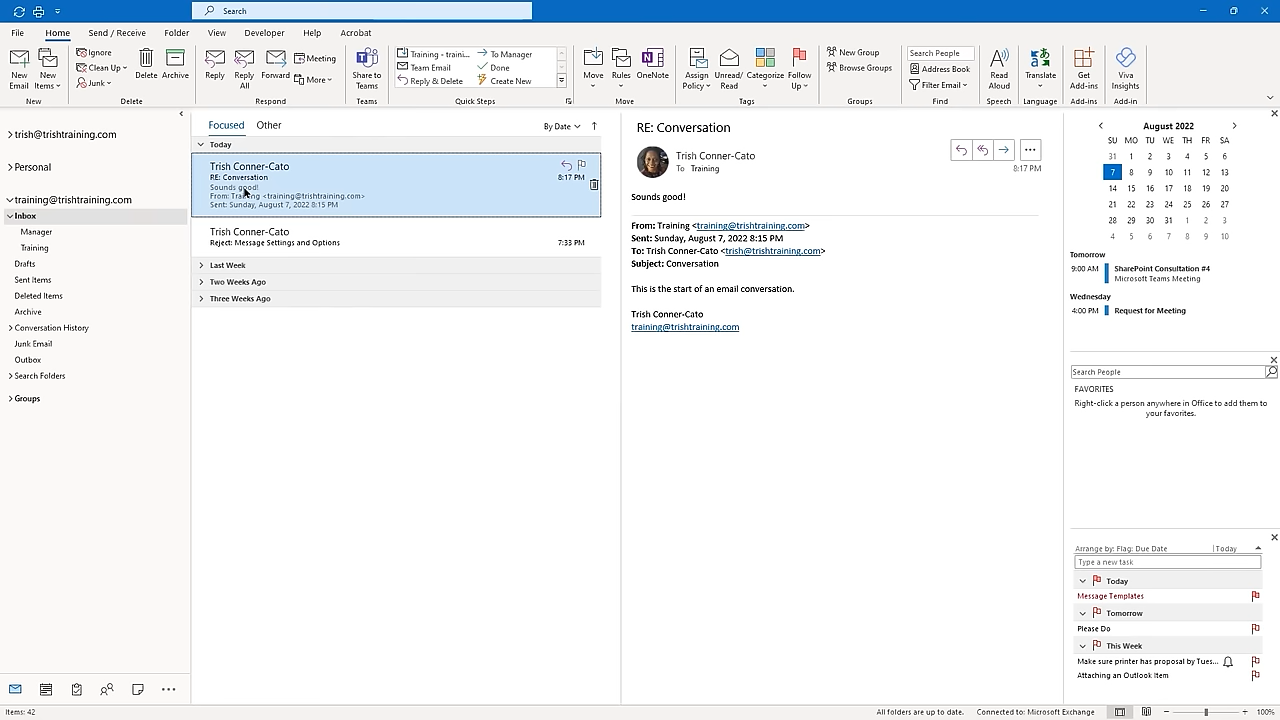 Search
File Home Send / Receive Folder View Developer Help Acrobat
New Email
New Items
New
Ignore
Clean Up
Junk
Delete
Archive
Delete
Reply
Reply All
Forward
Meeting
More
Respond
Share to Teams
Teams
Training - traini...
Team Email
Reply & Delete
To Manager
Done
Create New
Quick Steps
Move
Rules
OneNote
Move
Assign Policy
Unread/ Read
Categorize
Follow Up
Tags
New Group
Browse Groups
Groups
Search People
Address Book
Filter Email
Find
Read Aloud
Speech
Translate
Language
Get Add-ins
Add-ins
Viva Insights
Add-in
trish@trishtraining.com
Personal
training@trishtraining.com
Inbox
Manager
Training
Drafts
Sent Items
Deleted Items
Archive
Conversation History
Junk Email
Outbox
Search Folders
Groups
Focused Other By Date
Today
Trish Conner-Cato
RE: Conversation 8:17 PM
Sounds good!
From: Training <training@trishtraining.com>
Sent: Sunday, August 7, 2022 8:15 PM
Trish Conner-Cato
Reject: Message Settings and Options 7:33 PM
Last Week
Two Weeks Ago
Three Weeks Ago
RE: Conversation
Trish Conner-Cato
To Training 8:17 PM
Sounds good!
From: Training <training@trishtraining.com>
Sent: Sunday, August 7, 2022 8:15 PM
To: Trish Conner-Cato <trish@trishtraining.com>
Subject: Conversation
This is the start of an email conversation.
Trish Conner-Cato
training@trishtraining.com
August 2022
SU MO TU WE TH FR SA
31 1 2 3 4 5 6
7 8 9 10 11 12 13
14 15 16 17 18 19 20
21 22 23 24 25 26 27
28 29 30 31 1 2 3
4 5 6 7 8 9 10
Tomorrow
9:00 AM SharePoint Consultation #4
Microsoft Teams Meeting
Wednesday
4:00 PM Request for Meeting
Search People
FAVORITES
Right-click a person anywhere in Office to add them to
your favorites.
Arrange by: Flag: Due Date Today
Type a new task
Today
Message Templates
Tomorrow
Please Do
This Week
Make sure printer has proposal by Tues...
Attaching an Outlook Item
Items: 42 All folders are up to date. Connected to: Microsoft Exchange 100%